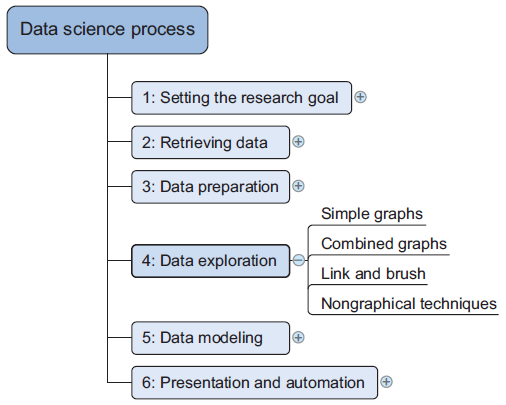 Data science process
1: Setting the research goal
2: Retrieving data
3: Data preparation
Simple graphs
Combined graphs
4: Data exploration
Link and brush
Nongraphical techniques
5: Data modeling
6: Presentation and automation